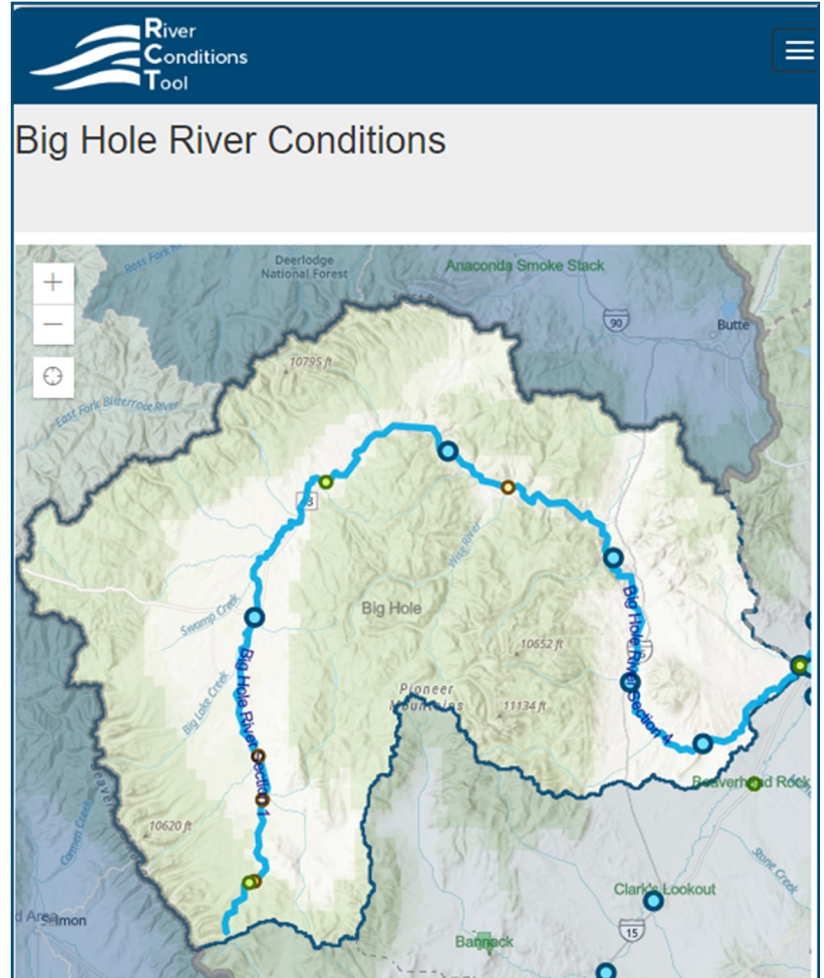 River
Conditions
Tool
Big Hole River Conditions
Deerlodge
National Forest
Anaconda Smoke Stack
90
Butte
10795 ft
East Fork Bitterroot River
Wise River
Swamp Creek
Big Hole
Big Hole River Section 4
10652 ft
Big Hole River Section 1
Big Lake Creek
Pioneer
Mountains
11134 ft
Beaverhead Rock
10620 ft
Stone Creek
Clark's Lookout
15
Bannack